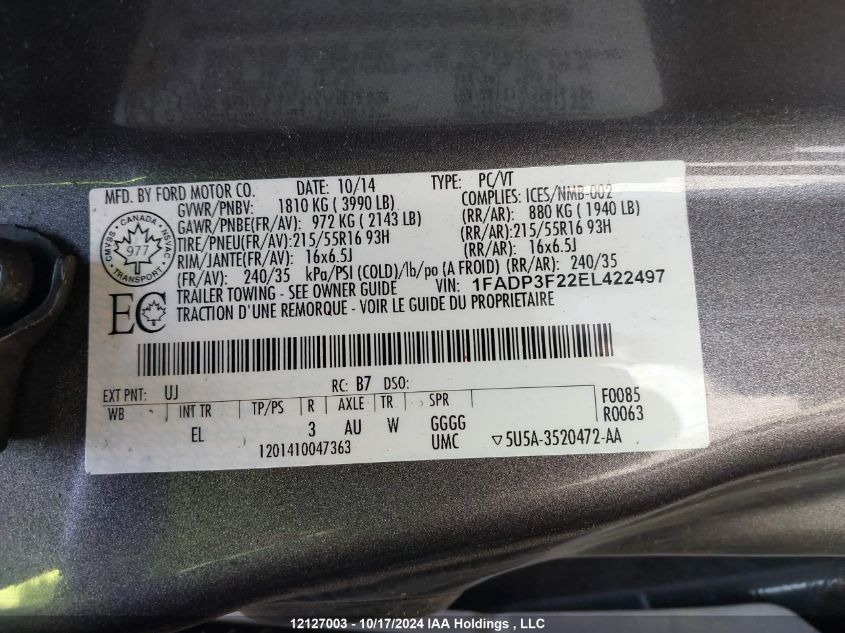 MFD. BY FORD MOTOR CO. DATE: 10/14 TYPE: PC/VT
GVWR/PNBV: 1810 KG ( 3990 LB) COMPLIES: ICES/NMB-002
GAWR/PNBE(FR/AV): 972 KG ( 2143 LB) (RR/AR): 880 KG ( 1940 LB)
TIRE/PNEU(FR/AV): 215/55R16 93H (RR/AR): 215/55R16 93H
RIM/JANTE(FR/AV): 16x6.5J (RR/AR): 16x6.5J
(FR/AV): 240/35 kPa/PSI (COLD)/lb/po (A FROID) (RR/AR): 240/35
TRAILER TOWING - SEE OWNER GUIDE VIN: 1FADP3F22EL422497
TRACTION D'UNE REMORQUE - VOIR LE GUIDE DU PROPRIETAIRE
CMVSS • CANADA • NSVAC • TRANSPORT •
977
EC
EXT PNT: UJ RC: B7 DSO:
WB INT TR TP/PS R AXLE TR SPR F0085
EL 3 AU W GGGG R0063
1201410047363 UMC ▽5U5A-3520472-AA
12127003 - 10/17/2024 IAA Holdings , LLC